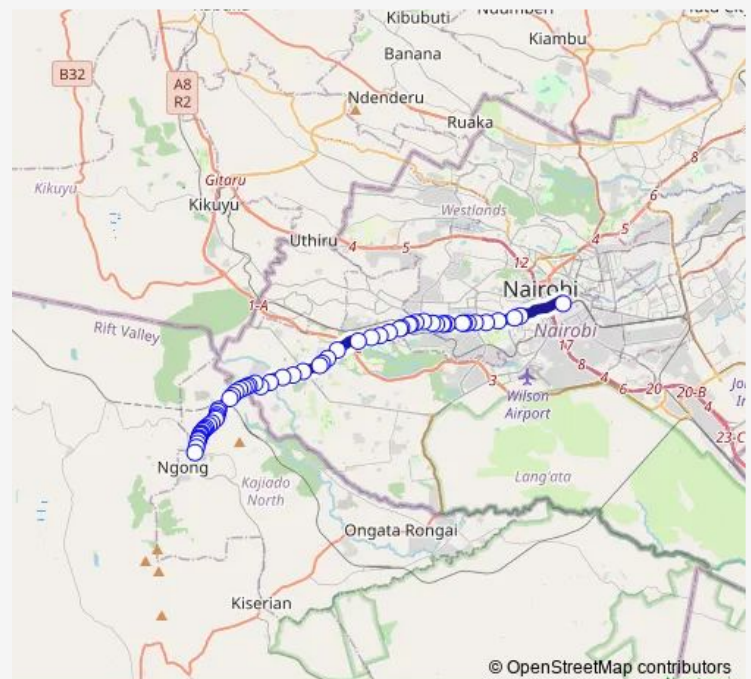 Kibubuti
Kiambu
Banana
B32
A8
R2
Ndenderu
Ruaka
8
Gitaru
Kikuyu
Kikuyu
6
Westlands
5
Uthiru
4
5
4
12
1-A
Nairobi
Rift Valley
Nairobi
17
3
8
4
6
20
20-B
4
Wilson
Airport
23-C
Ngong
Kajiado
North
Lang'ata
Ongata Rongai
Kiserian
© OpenStreetMap contributors